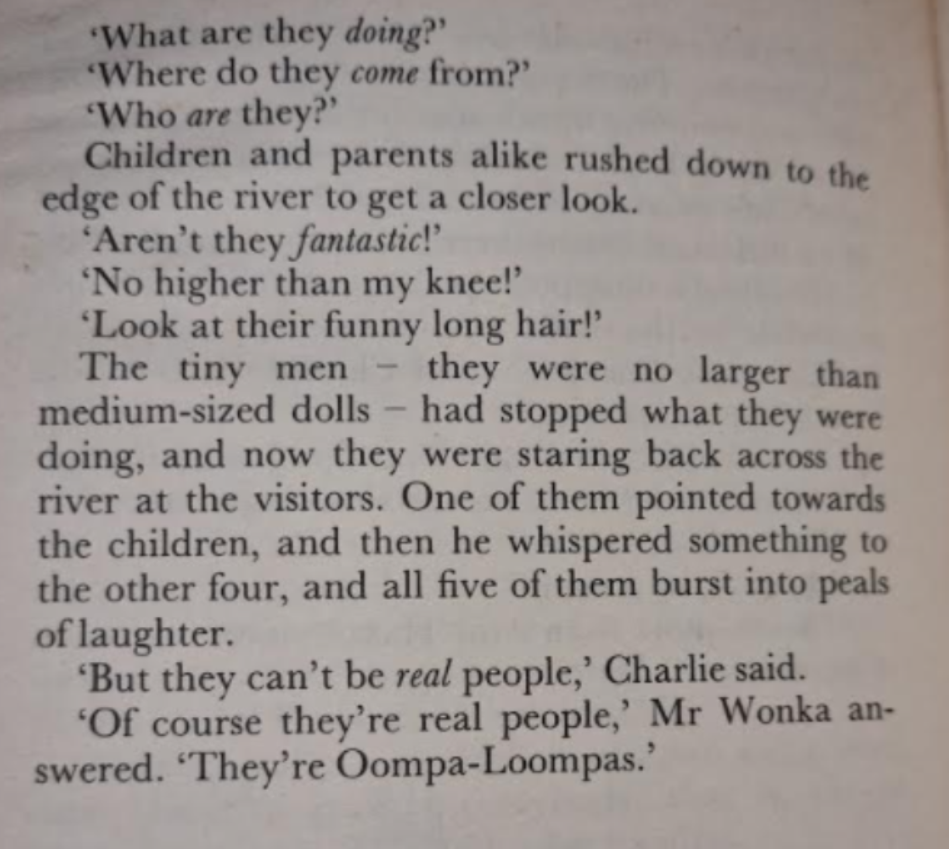 ‘What are they doing?’
‘Where do they come from?’
‘Who are they?’
Children and parents alike rushed down to the
edge of the river to get a closer look.
‘Aren’t they fantastic!’
‘No higher than my knee!’
‘Look at their funny long hair!’
The tiny men – they were no larger than
medium-sized dolls – had stopped what they were
doing, and now they were staring back across the
river at the visitors. One of them pointed towards
the children, and then he whispered something to
the other four, and all five of them burst into peals
of laughter.
‘But they can’t be real people,’ Charlie said.
‘Of course they’re real people,’ Mr Wonka an-
swered. ‘They’re Oompa-Loompas.’